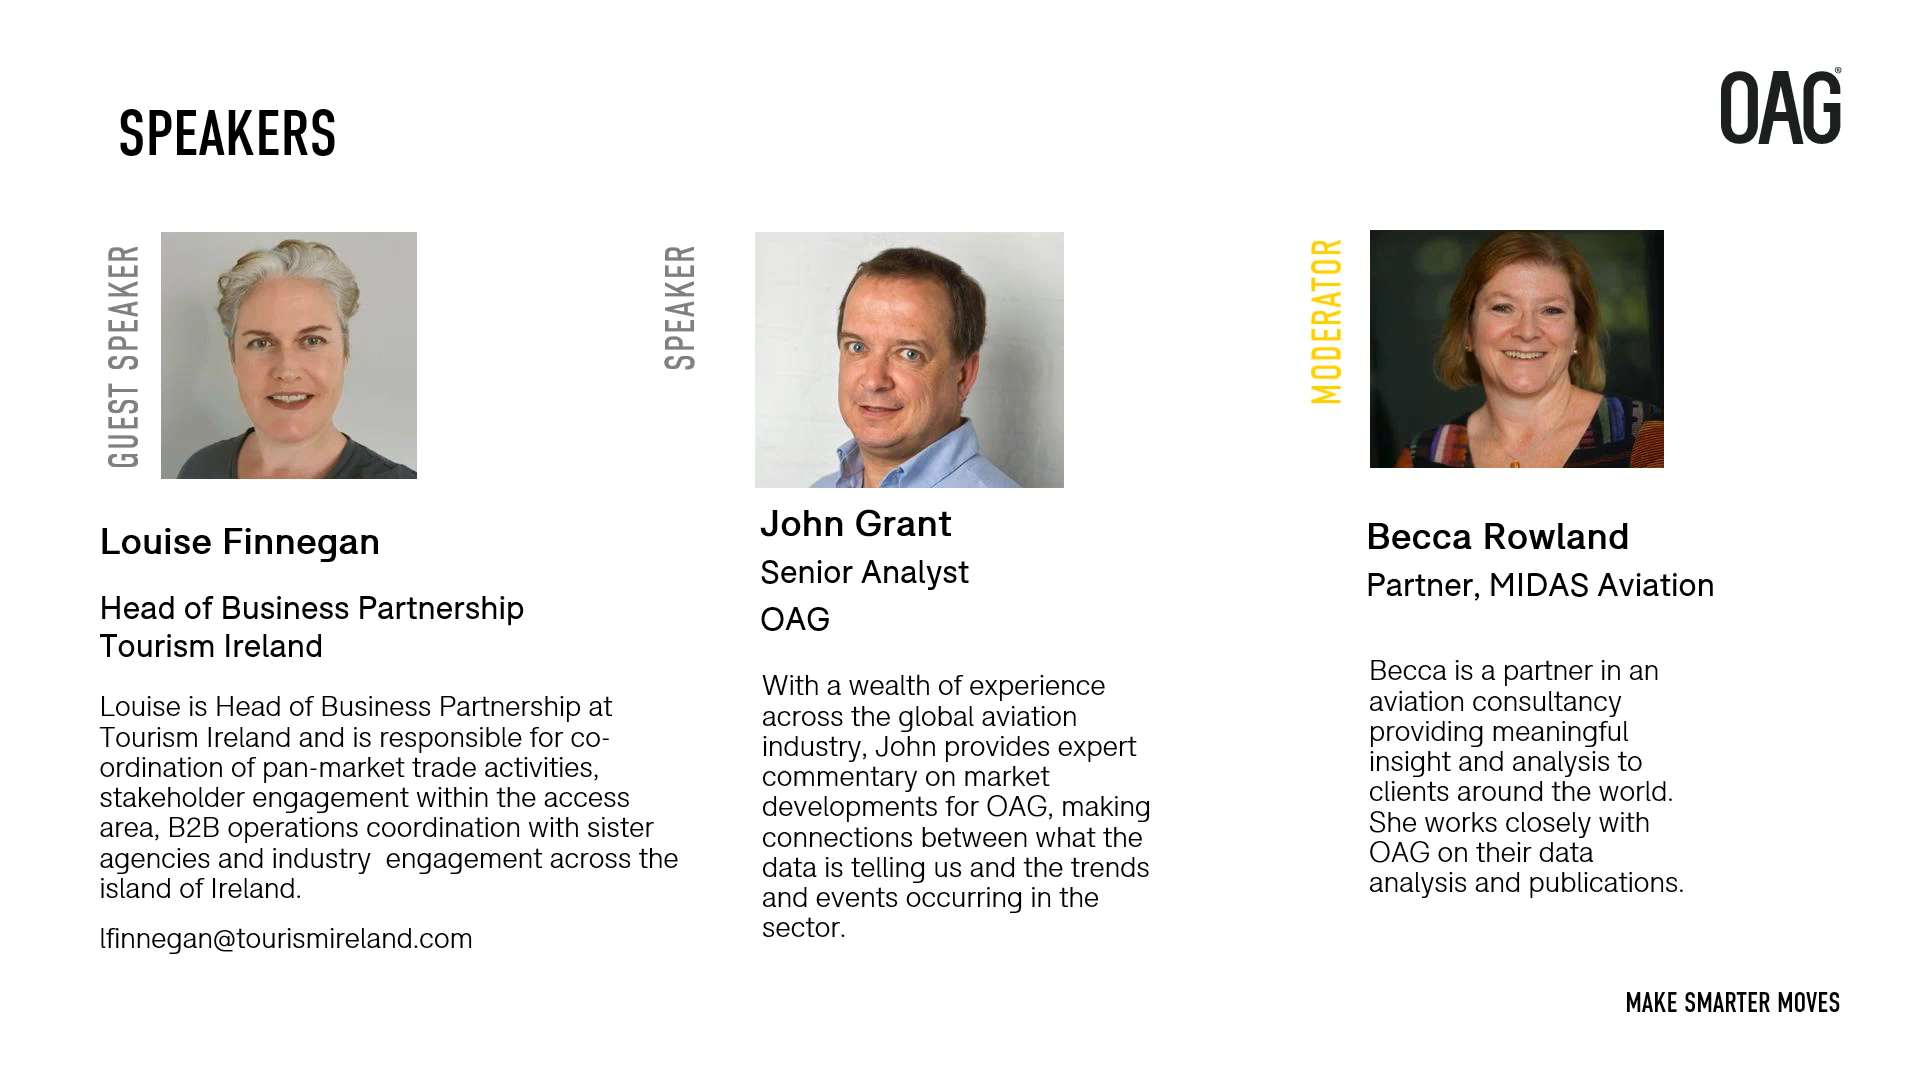 SPEAKERS
OAG®
GUEST SPEAKER
Louise Finnegan
Head of Business Partnership
Tourism Ireland
Louise is Head of Business Partnership at
Tourism Ireland and is responsible for co-
ordination of pan-market trade activities,
stakeholder engagement within the access
area, B2B operations coordination with sister
agencies and industry  engagement across the
island of Ireland.
lfinnegan@tourismireland.com
SPEAKER
John Grant
Senior Analyst
OAG
With a wealth of experience
across the global aviation
industry, John provides expert
commentary on market
developments for OAG, making
connections between what the
data is telling us and the trends
and events occurring in the
sector.
MODERATOR
Becca Rowland
Partner, MIDAS Aviation
Becca is a partner in an
aviation consultancy
providing meaningful
insight and analysis to
clients around the world.
She works closely with
OAG on their data
analysis and publications.
MAKE SMARTER MOVES